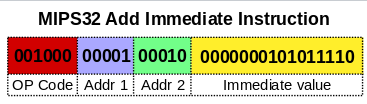 MIPS32 Add Immediate Instruction
001000 00001 00010 0000000101011110
OP Code Addr 1 Addr 2 Immediate value